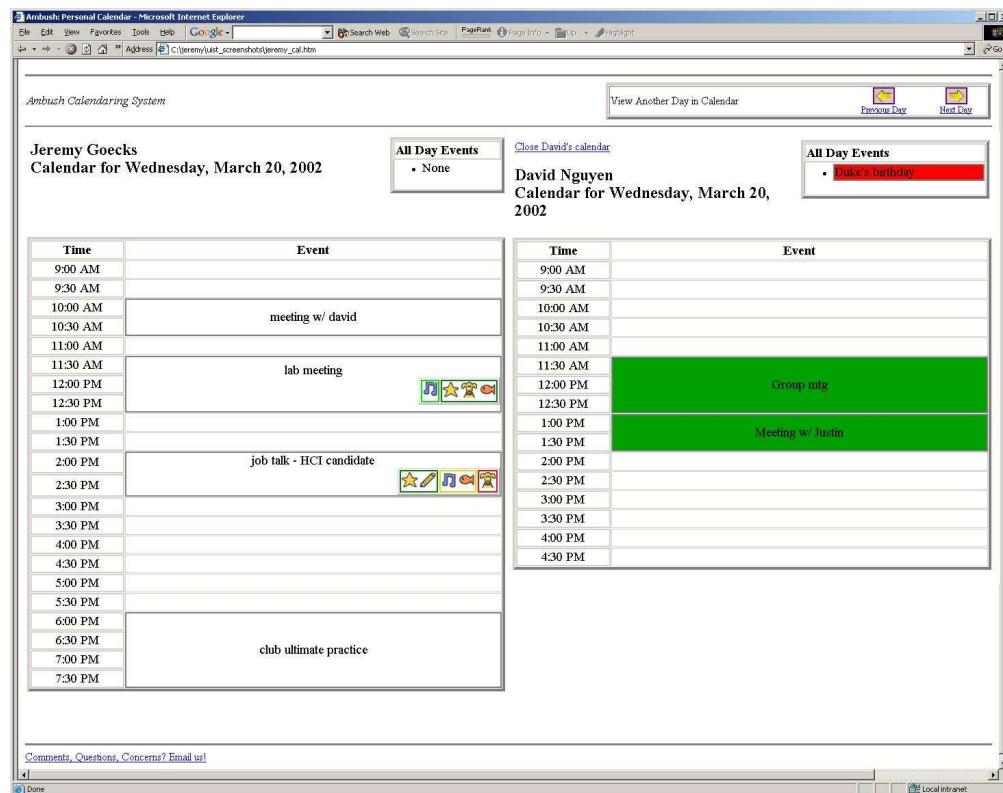 Ambush: Personal Calendar - Microsoft Internet Explorer
File Edit View Favorites Tools Help Google Search Web Search Site PageRank Page Info Up Highlight
Address C:\jeremy\uist_screenshots\jeremy_cal.htm Go
Ambush Calendaring System
View Another Day in Calendar
Previous Day Next Day
Jeremy Goecks
Calendar for Wednesday, March 20, 2002
All Day Events
• None
Time Event
9:00 AM
9:30 AM
10:00 AM
meeting w/ david
10:30 AM
11:00 AM
11:30 AM
lab meeting
12:00 PM
12:30 PM
1:00 PM
1:30 PM
2:00 PM
job talk - HCI candidate
2:30 PM
3:00 PM
3:30 PM
4:00 PM
4:30 PM
5:00 PM
5:30 PM
6:00 PM
6:30 PM
club ultimate practice
7:00 PM
7:30 PM
Close David's calendar
David Nguyen
Calendar for Wednesday, March 20,
2002
All Day Events
• Duke's birthday
Time Event
9:00 AM
9:30 AM
10:00 AM
10:30 AM
11:00 AM
11:30 AM
12:00 PM Group mtg
12:30 PM
1:00 PM
Meeting w/ Justin
1:30 PM
2:00 PM
2:30 PM
3:00 PM
3:30 PM
4:00 PM
4:30 PM
Comments, Questions, Concerns? Email us!
Done Local intranet